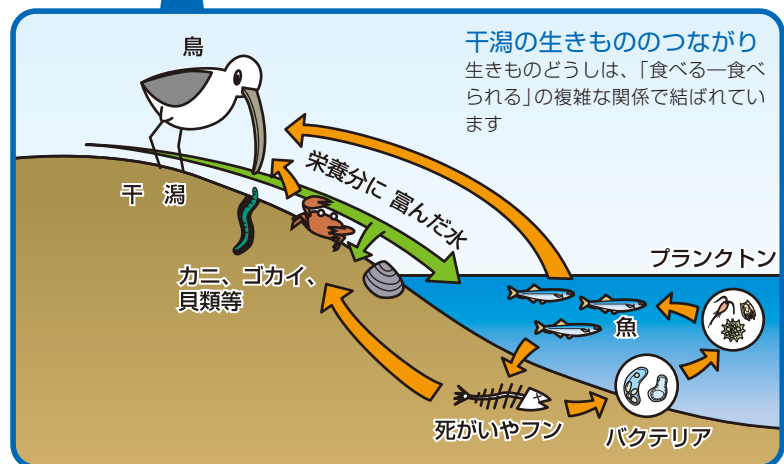 干潟の生きもののつながり
生きものどうしは、「食べる―食べ
られる」の複雑な関係で結ばれてい
ます
鳥
干 潟
栄養分に 富んだ水
カニ、ゴカイ、
貝類等
プランクトン
魚
死がいやフン
バクテリア